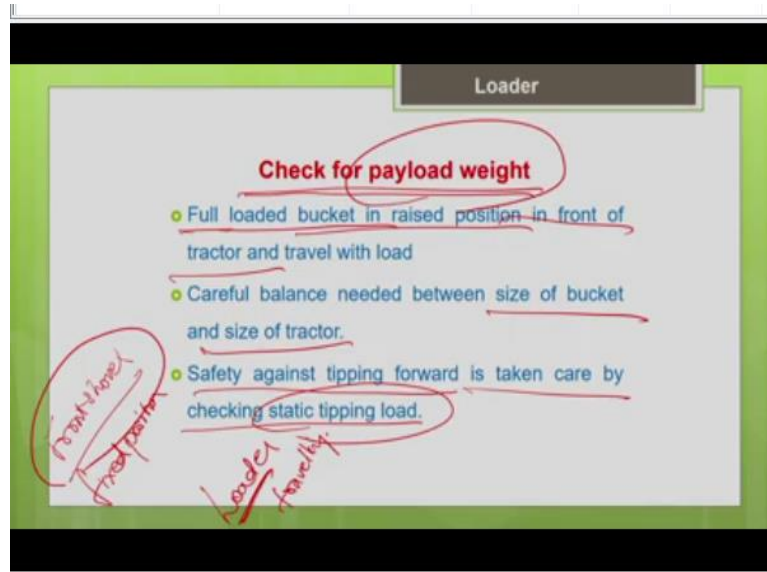 Loader
Check for payload weight
Full loaded bucket in raised position in front of
tractor and travel with load
Careful balance needed between size of bucket
and size of tractor.
Safety against tipping forward is taken care by
checking static tipping load.
Front shovel
fixed position
Loader
travelling.